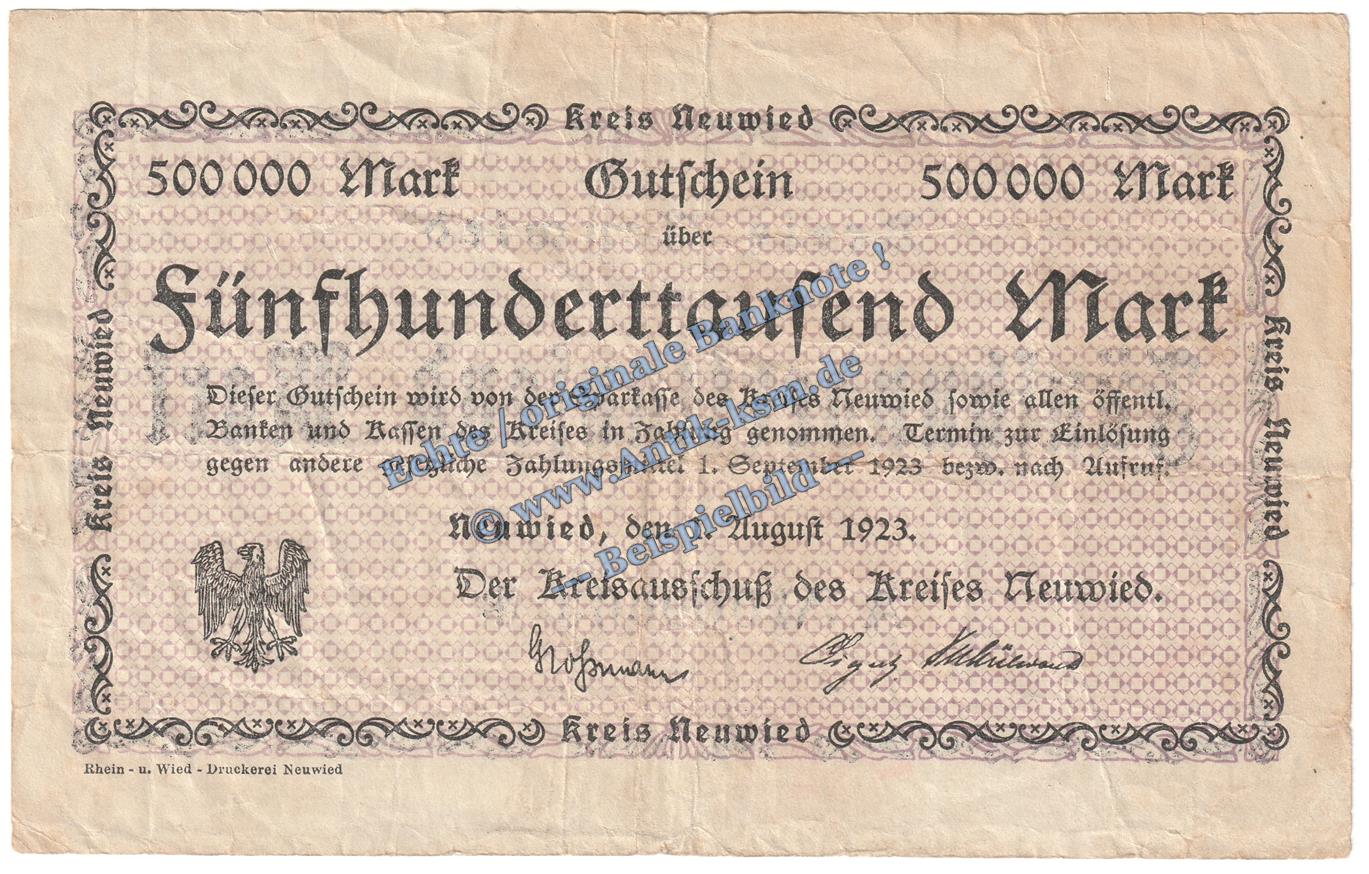 Kreis Neuwied
500 000 Mark Gutschein 500 000 Mark
über
Fünfhunderttausend Mark
Dieser Gutschein wird von der Sparkasse des Kreises Neuwied sowie allen öffentl.
Banken und Kassen des Kreises in Zahlung genommen. Termin zur Einlösung
gegen andere gesetzliche Zahlungsmittel 1. September 1923 bezw. nach Aufruf.
Neuwied, den August 1923.
Der Kreisausschuß des Kreises Neuwied.
Großmann
Kreis Neuwied
Kreis Neuwied
Kreis Neuwied
Rhein- u. Wied-Druckerei Neuwied
Echte / originale Banknote !
© www.Antik-ksm.de
--- Beispielbild ---